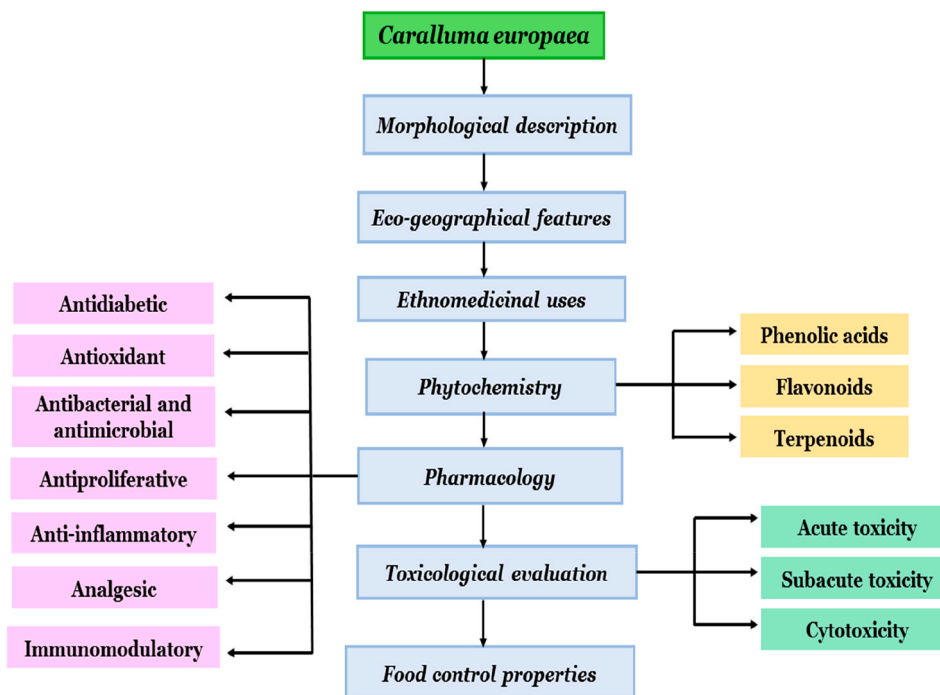 Caralluma europaea
Morphological description
Eco-geographical features
Ethnomedicinal uses
Phytochemistry
Phenolic acids
Flavonoids
Terpenoids
Pharmacology
Antidiabetic
Antioxidant
Antibacterial and
antimicrobial
Antiproliferative
Anti-inflammatory
Analgesic
Immunomodulatory
Toxicological evaluation
Acute toxicity
Subacute toxicity
Cytotoxicity
Food control properties